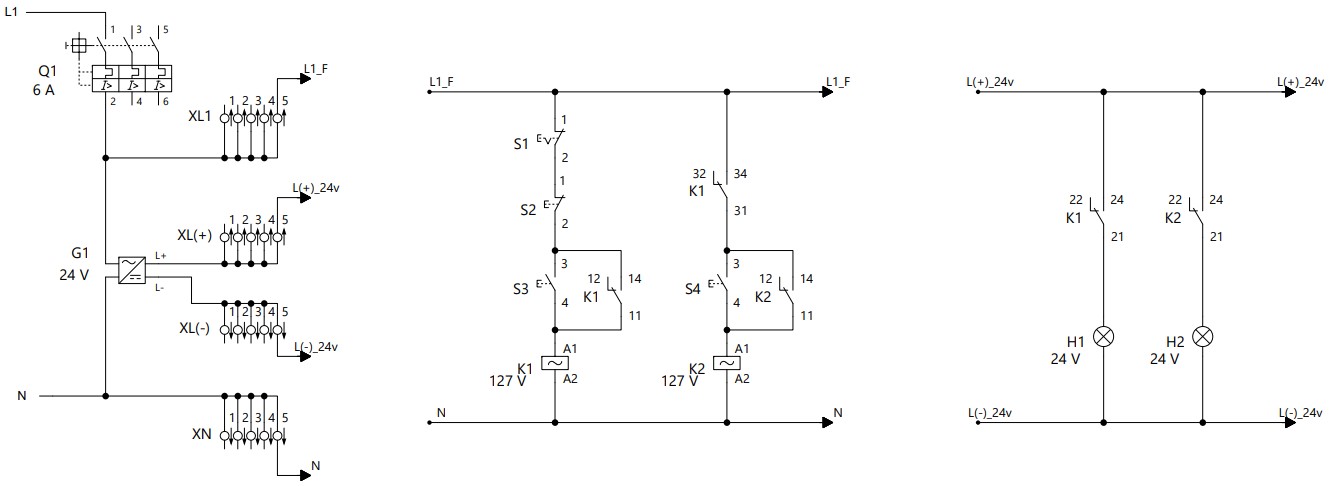 L1
1 3 5
Q1
6 A
2 4 6
L1_F
XL1
1 2 3 4 5
L(+)_24v
XL(+)
1 2 3 4 5
G1
24 V
L+
L-
XL(-)
1 2 3 4 5
L(-)_24v
N
XN
1 2 3 4 5
N
L1_F
L1_F
S1
1
2
S2
1
2
S3
3
4
12 14
K1
11
K1
127 V
A1
A2
32 34
K1
31
S4
3
4
12 14
K2
11
K2
127 V
A1
A2
N
N
L(+)_24v
L(+)_24v
22 24
K1
21
22 24
K2
21
H1
24 V
H2
24 V
L(-)_24v
L(-)_24v